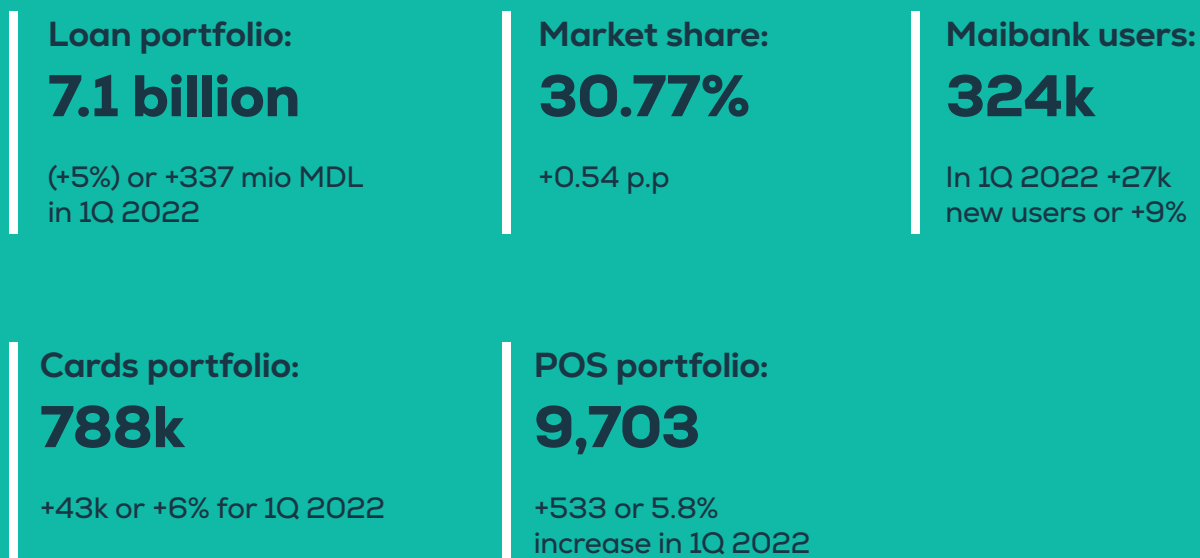 Loan portfolio:
7.1 billion
(+5%) or +337 mio MDL
in 1Q 2022
Market share:
30.77%
+0.54 p.p
Maibank users:
324k
In 1Q 2022 +27k
new users or +9%
Cards portfolio:
788k
+43k or +6% for 1Q 2022
POS portfolio:
9,703
+533 or 5.8%
increase in 1Q 2022